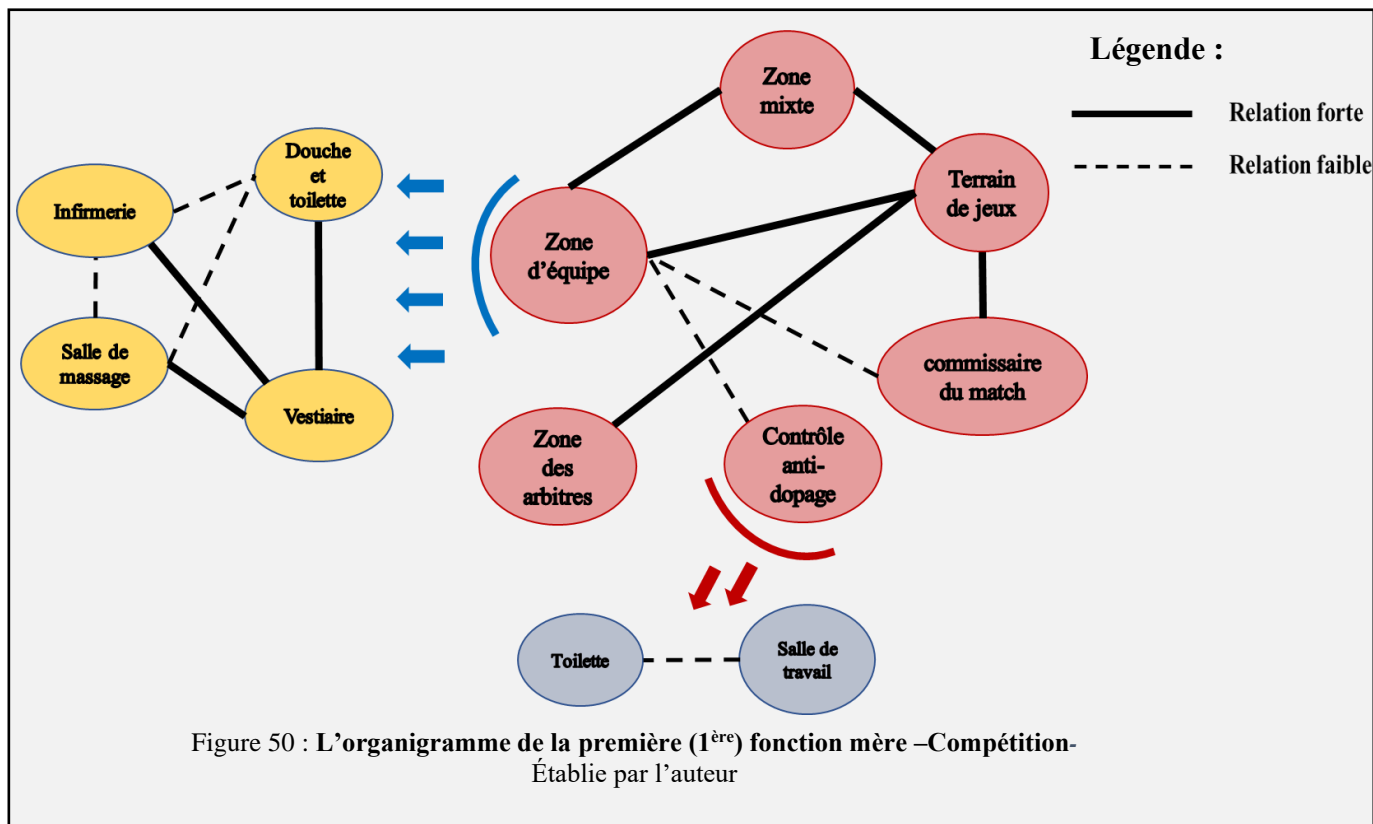 Légende :
Relation forte
Relation faible
Zone
mixte
Terrain
de jeux
Zone
d'équipe
commissaire
du match
Zone
des
arbitres
Contrôle
anti-
dopage
Douche
et
toilette
Infirmerie
Salle de
massage
Vestiaire
Toilette
Salle de
travail
Figure 50 : L'organigramme de la première (1ère) fonction mère –Compétition-
Établie par l'auteur